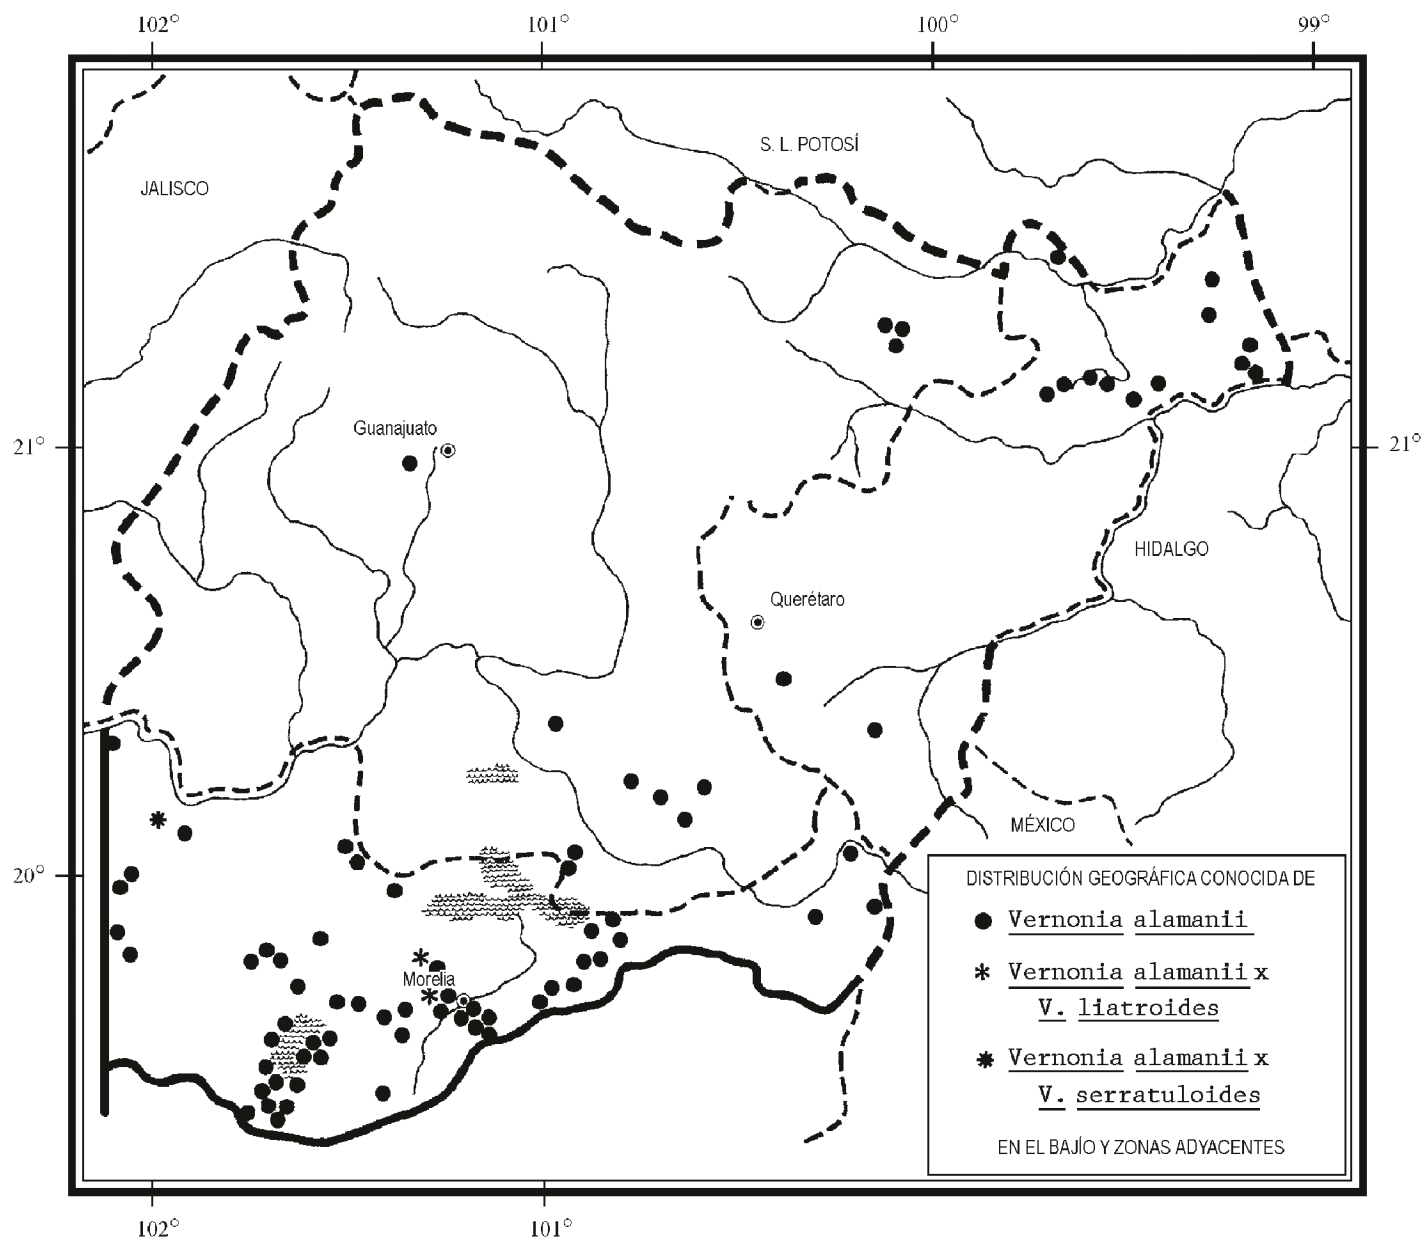 102° 101° 100° 99°
S. L. POTOSÍ
JALISCO
Guanajuato
21° 21°
HIDALGO
Querétaro
MÉXICO
20°
DISTRIBUCIÓN GEOGRÁFICA CONOCIDA DE
Vernonia alamanii
Vernonia alamanii x
V. liatroides
Morelia
Vernonia alamanii x
V. serratuloides
EN EL BAJÍO Y ZONAS ADYACENTES
102° 101°